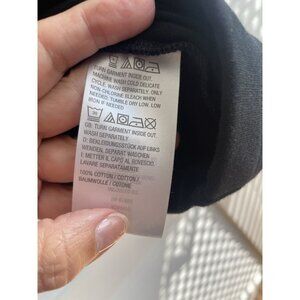 TURN GARMENT INSIDE OUT.
MACHINE WASH COLD DELICATE
CYCLE, WASH SEPARATELY. ONLY
NON-CHLORINE BLEACH WHEN
NEEDED. TUMBLE DRY LOW. LOW
IRON IF NEEDED.
30
GB: TURN GARMENT INSIDE OUT.
WASH SEPARATELY
D: BEKLEIDUNGSSTÜCK AUF LINKS
WENDEN, SEPARAT WASCHEN
I: METTERE IL CAPO AL ROVESCIO.
LAVARE SEPARATAMENTE
100% COTTON /
BAUMWOLLE / COTONE